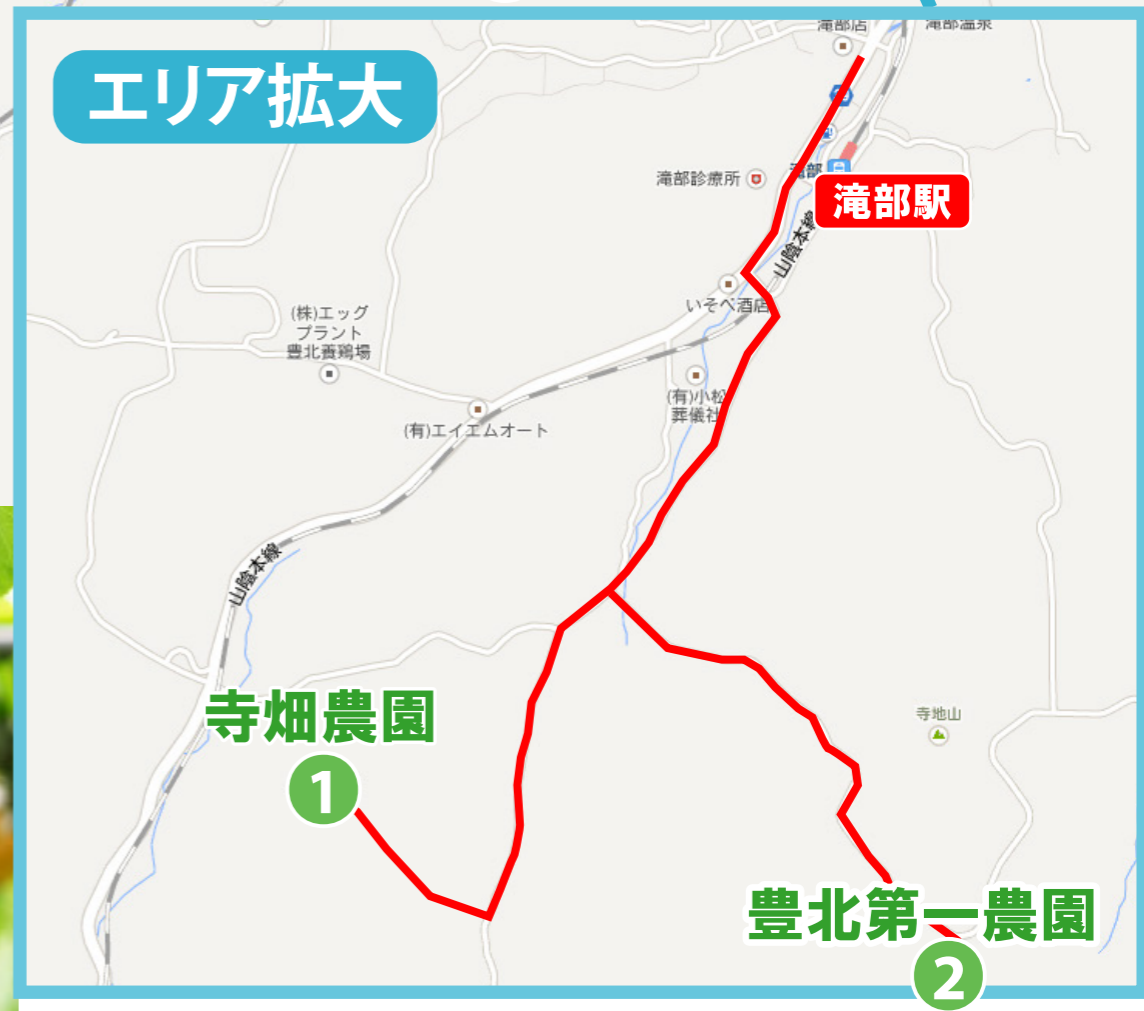 エリア拡大
滝部店
滝部温泉
滝部診療所
滝部
滝部駅
山陰本線
いそべ酒店
(株)エッグ
プラント
豊北養鶏場
(有)小松
葬儀社
(有)エイエムオート
山陰本線
寺畑農園
1
寺地山
豊北第一農園
2